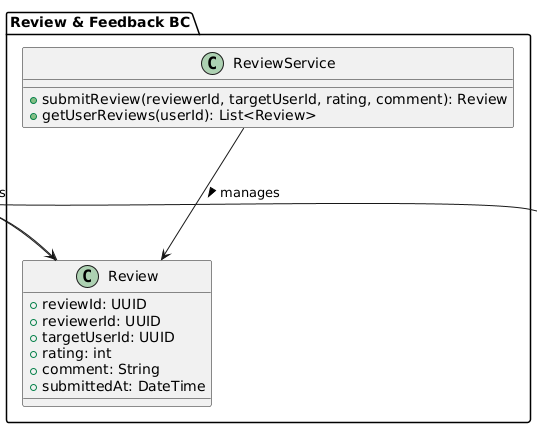 Review & Feedback BC
C ReviewService
submitReview(reviewerId, targetUserId, rating, comment): Review
getUserReviews(userId): List<Review>
s
manages
C Review
reviewId: UUID
reviewerId: UUID
targetUserId: UUID
rating: int
comment: String
submittedAt: DateTime